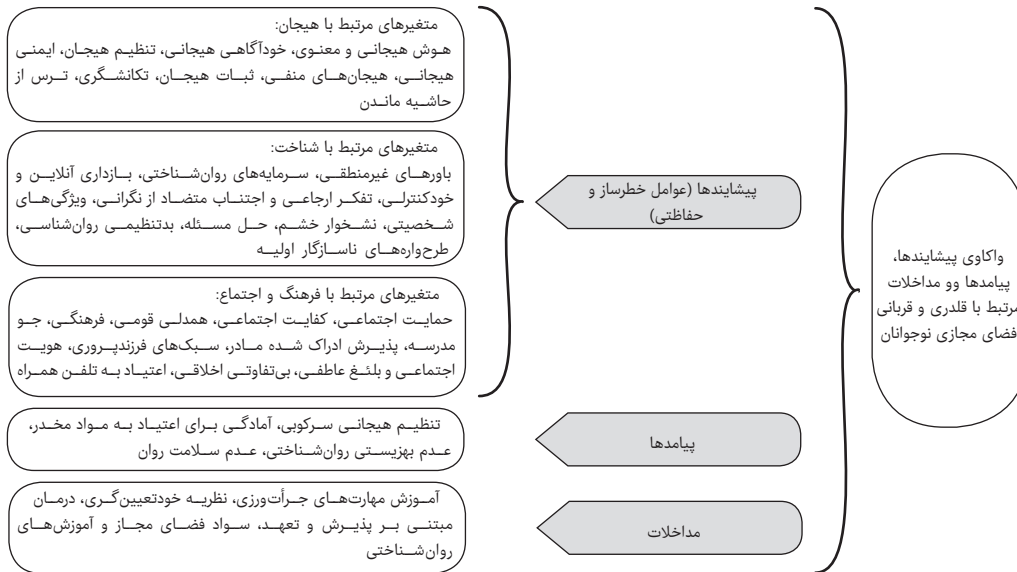 واکاوی پیشایندها،
پیامدها وو مداخلات
مرتبط با قلدری و قربانی
فضای مجازی نوجوانان
پیشایندها (عوامل خطرساز و
حفاظتی)
متغیرهای مرتبط با هیجان:
هوش هیجانی و معنوی، خودآگاهی هیجانی، تنظیم هیجان، ایمنی
هیجانی، هیجان‌های منفی، ثبات هیجان، تکانشگری، ترس از
حاشیه ماندن
متغیرهای مرتبط با شناخت:
باورهای غیرمنطقی، سرمایه‌های روان‌شناختی، بازداری آنلاین و
خودکنترلی، تفکر ارجاعی و اجتناب متضاد از نگرانی، ویژگی‌های
شخصیتی، نشخوار خشم، حل مسئله، بدتنظیمی روان‌شناسی،
طرح‌واره‌های ناسازگار اولیه
متغیرهای مرتبط با فرهنگ و اجتماع:
حمایت اجتماعی، کفایت اجتماعی، همدلی قومی، فرهنگی، جو
مدرسه، پذیرش ادراک شده مادر، سبک‌های فرزندپروری، هویت
اجتماعی و بلئغ عاطفی، بی‌تفاوتی اخلاقی، اعتیاد به تلفن همراه
پیامدها
تنظیم هیجانی سرکوبی، آمادگی برای اعتیاد به مواد مخدر،
عدم بهزیستی روان‌شناختی، عدم سلامت روان
مداخلات
آموزش مهارت‌های جرأت‌ورزی، نظریه خودتعیین‌گری، درمان
مبتنی بر پذیرش و تعهد، سواد فضای مجاز و آموزش‌های
روان‌شناختی